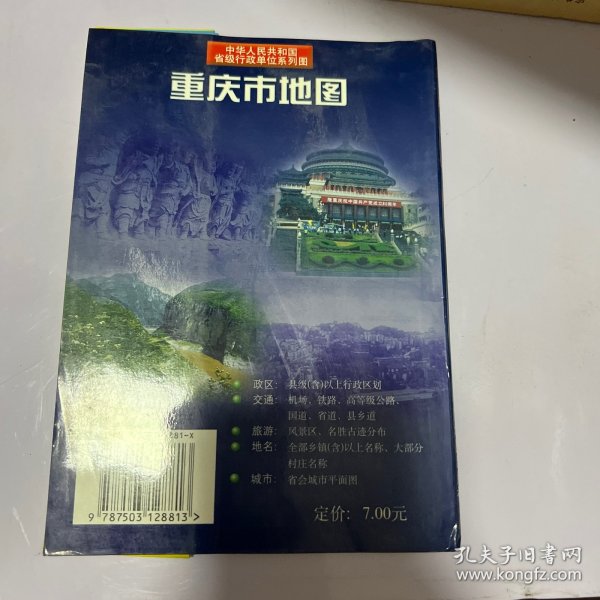 中华人民共和国
省级行政单位系列图
重庆市地图
政区：县级(含)以上行政区划
交通：机场、铁路、高等级公路、
国道、省道、县乡道
旅游：风景区、名胜古迹分布
地名：全部乡镇(含)以上名称、大部分
村庄名称
城市：省会城市平面图
定价：7.00元
281-X
9 787503 128813 >
孔夫子旧书网
www.kongfz.com